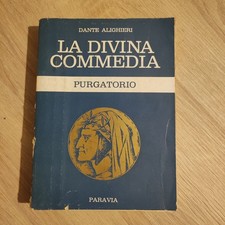 DANTE ALIGHIERI
LA DIVINA
COMMEDIA
PURGATORIO
PARAVIA